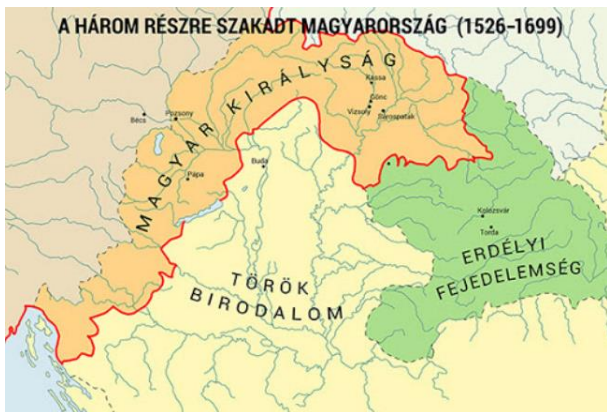 A HÁROM RÉSZRE SZAKADT MAGYARORSZÁG (1526-1699)
MAGYAR KIRÁLYSÁG
Kassa
Gönc
Vizsoly
Sárospatak
Bécs
Pozsony
Pápa
Buda
Kolozsvár
Torda
ERDÉLYI
FEJEDELEMSÉG
TÖRÖK
BIRODALOM